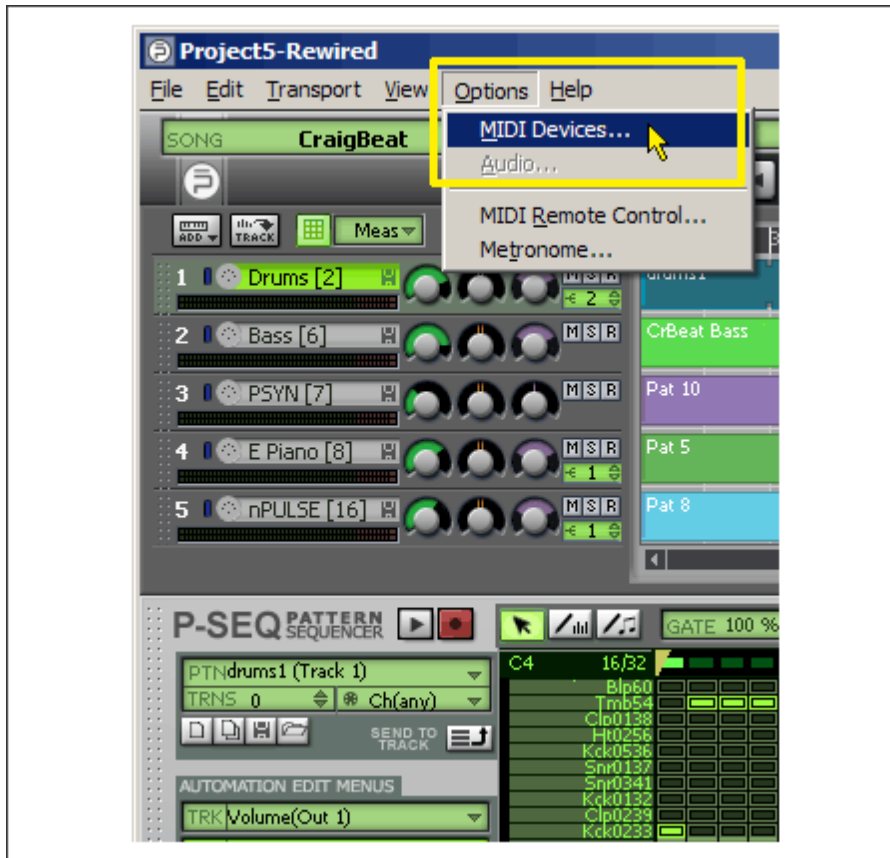 Project5-Rewired
File Edit Transport View Options Help
MIDI Devices...
Audio...
MIDI Remote Control...
Metronome...
SONG CraigBeat
ADD TRACK Meas
1 Drums [2] M S R drums1
2
2 Bass [6] M S R CrBeat Bass
3 PSYN [7] M S R Pat 10
4 E Piano [8] M S R Pat 5
1
5 nPULSE [16] M S R Pat 8
1
P-SEQ PATTERN SEQUENCER GATE 100 %
PTN drums1 (Track 1)
TRNS 0 Ch(any)
SEND TO TRACK
AUTOMATION EDIT MENUS
TRK Volume(Out 1)
C4 16/32
Blp60
Tmb54
Clp0138
Ht0256
Kck0536
Snr0137
Snr0341
Kck0132
Clp0239
Kck0233